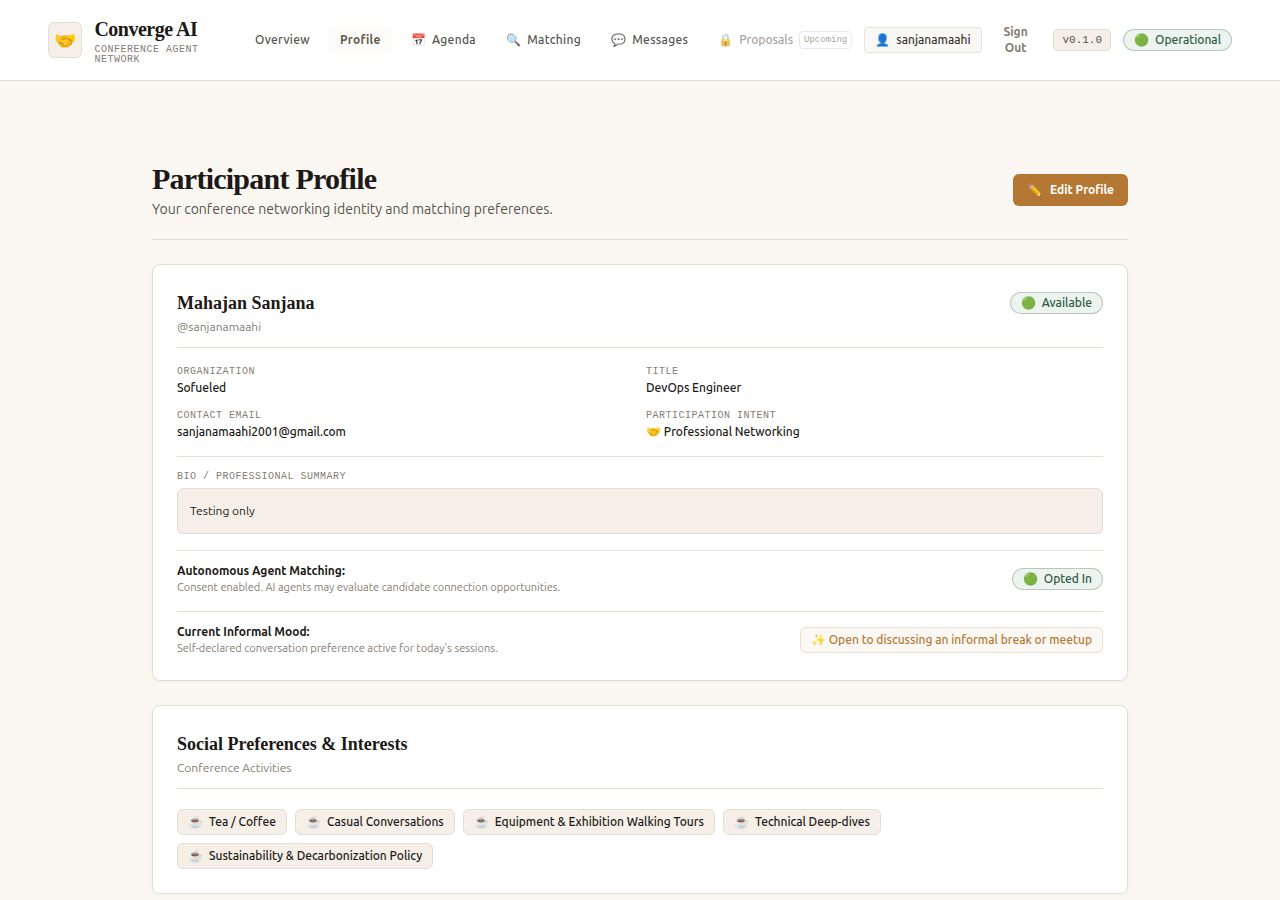 Converge AI
CONFERENCE AGENT
NETWORK
Overview
Profile
Agenda
Matching
Messages
Proposals
Upcoming
sanjanamaahi
Sign
Out
v0.1.0
Operational
Participant Profile
Your conference networking identity and matching preferences.
Edit Profile
Mahajan Sanjana
@sanjanamaahi
Available
ORGANIZATION
Sofueled
TITLE
DevOps Engineer
CONTACT EMAIL
sanjanamaahi2001@gmail.com
PARTICIPATION INTENT
Professional Networking
BIO / PROFESSIONAL SUMMARY
Testing only
Autonomous Agent Matching:
Consent enabled. AI agents may evaluate candidate connection opportunities.
Opted In
Current Informal Mood:
Self-declared conversation preference active for today's sessions.
Open to discussing an informal break or meetup
Social Preferences & Interests
Conference Activities
Tea / Coffee
Casual Conversations
Equipment & Exhibition Walking Tours
Technical Deep-dives
Sustainability & Decarbonization Policy